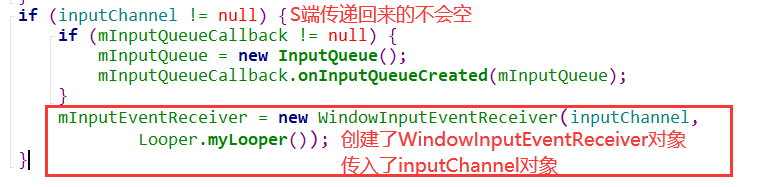 if (inputChannel != null) { S端传递回来的不会空
if (mInputQueueCallback != null) {
mInputQueue = new InputQueue();
mInputQueueCallback.onInputQueueCreated(mInputQueue);
}
mInputEventReceiver = new WindowInputEventReceiver(inputChannel,
Looper.myLooper()); 创建了WindowInputEventReceiver对象
传入了inputChannel对象
}